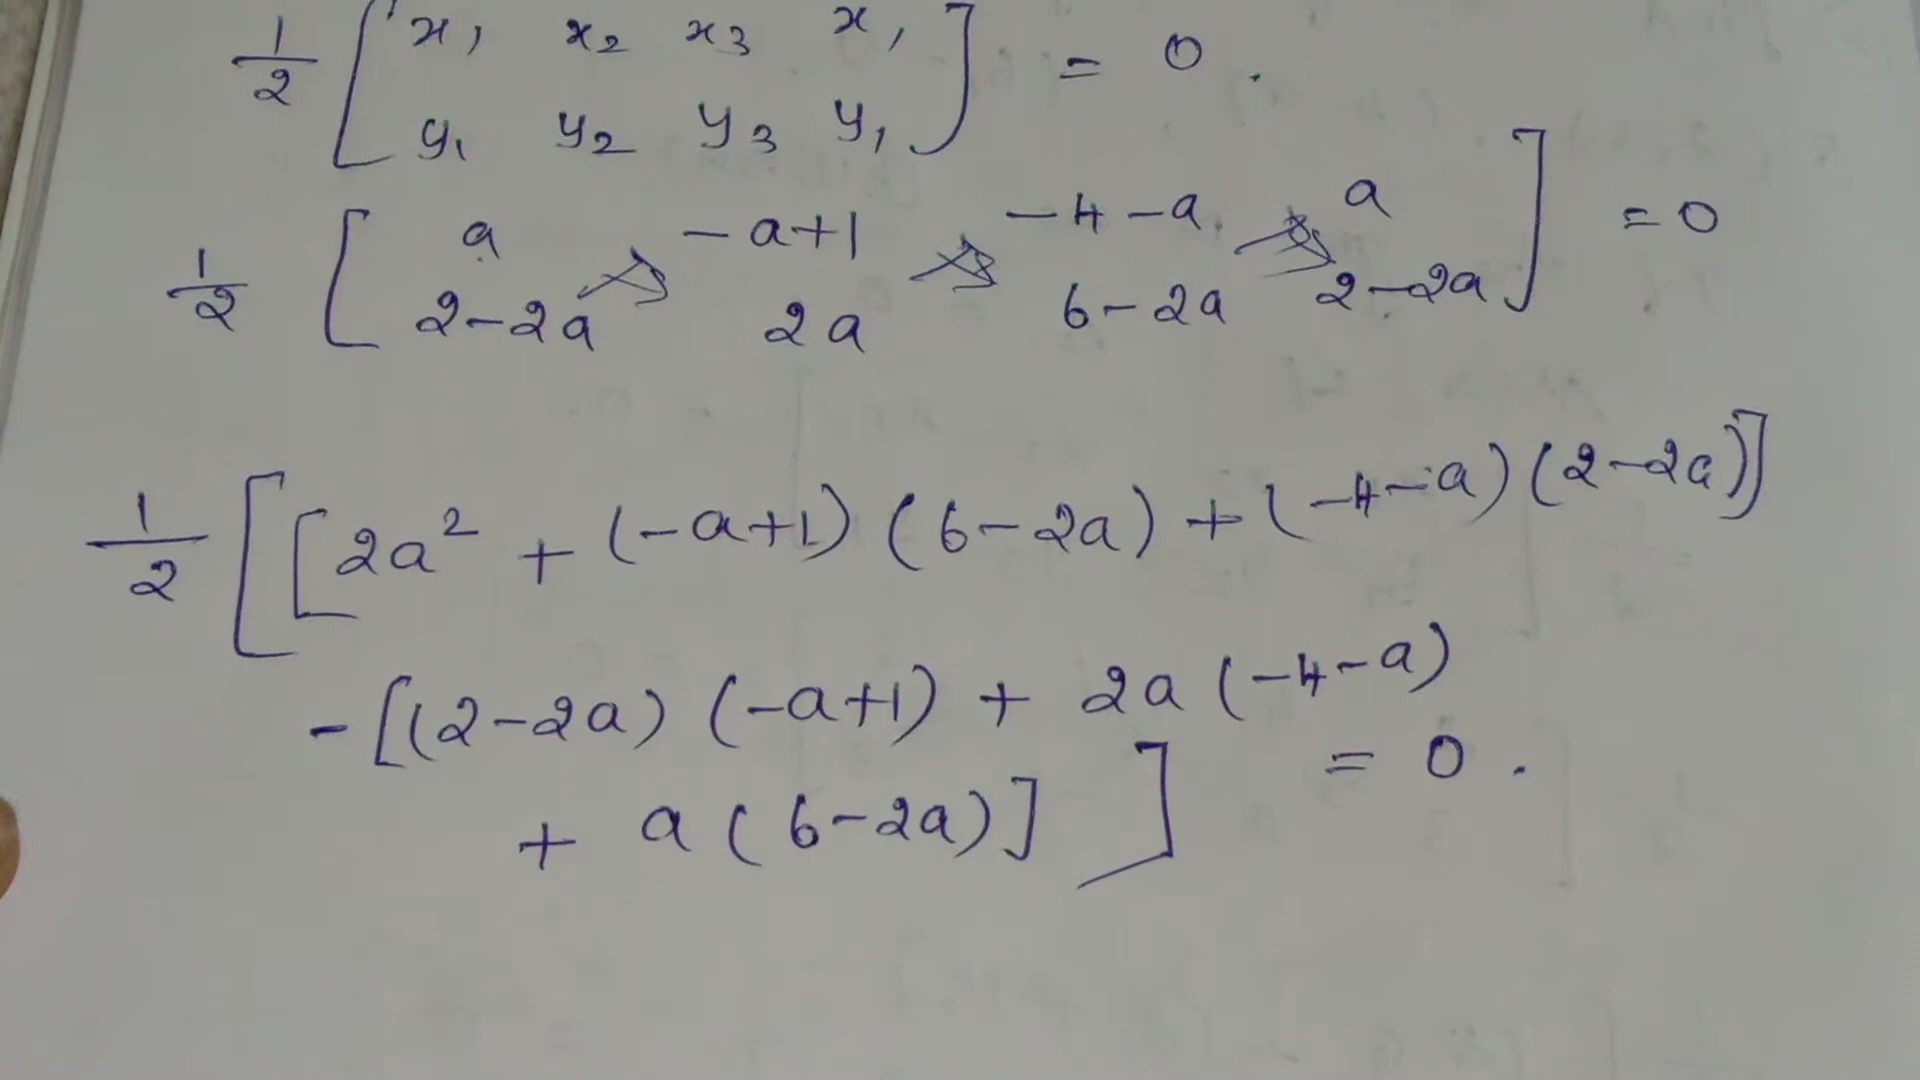 1/2 [ x₁ x₂ x₃ x₁ ] = 0 .
y₁ y₂ y₃ y₁
1/2 [ a -a+1 -4-a a ] = 0
2-2a 2a 6-2a 2-2a
1/2 [ [ 2a² + (-a+1) (6-2a) + (-4-a) (2-2a) ]
- [ (2-2a) (-a+1) + 2a (-4-a)
+ a (6-2a) ] ] = 0 .